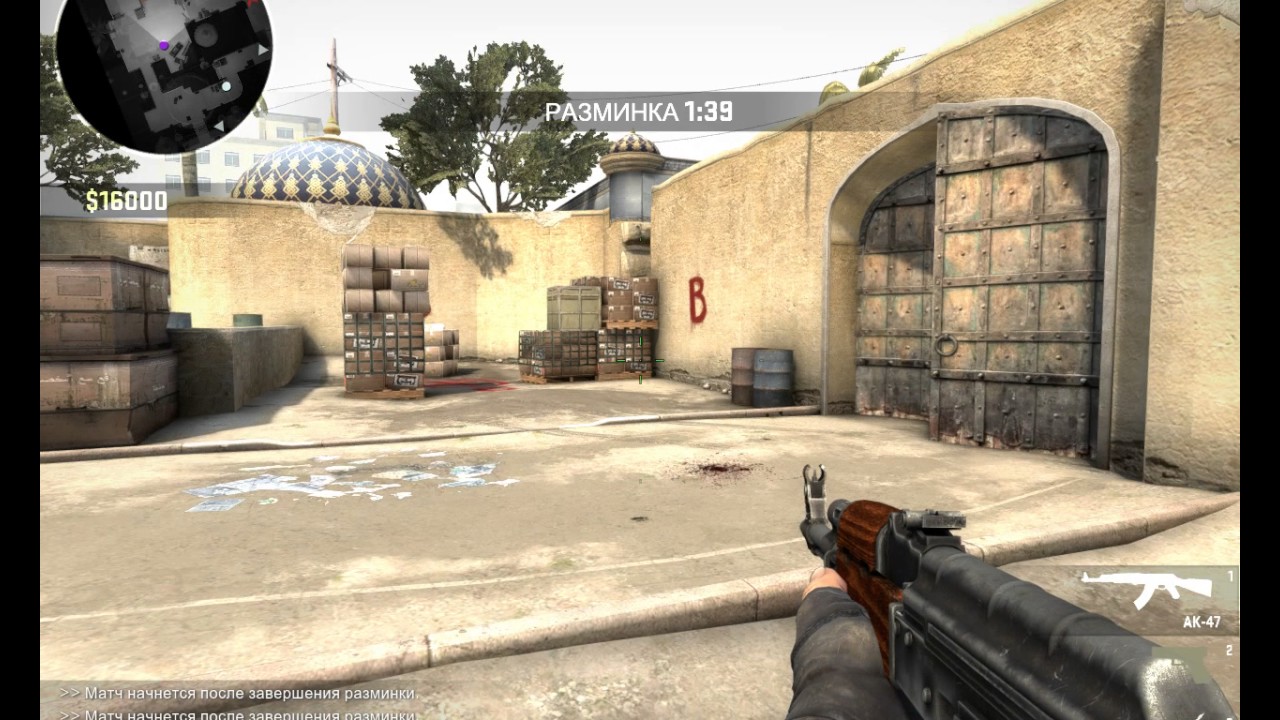 РАЗМИНКА 1:39
$16000
B
1
AK-47
2
>> Матч начнется после завершения разминки.
>> Матч начнется после завершения разминки.